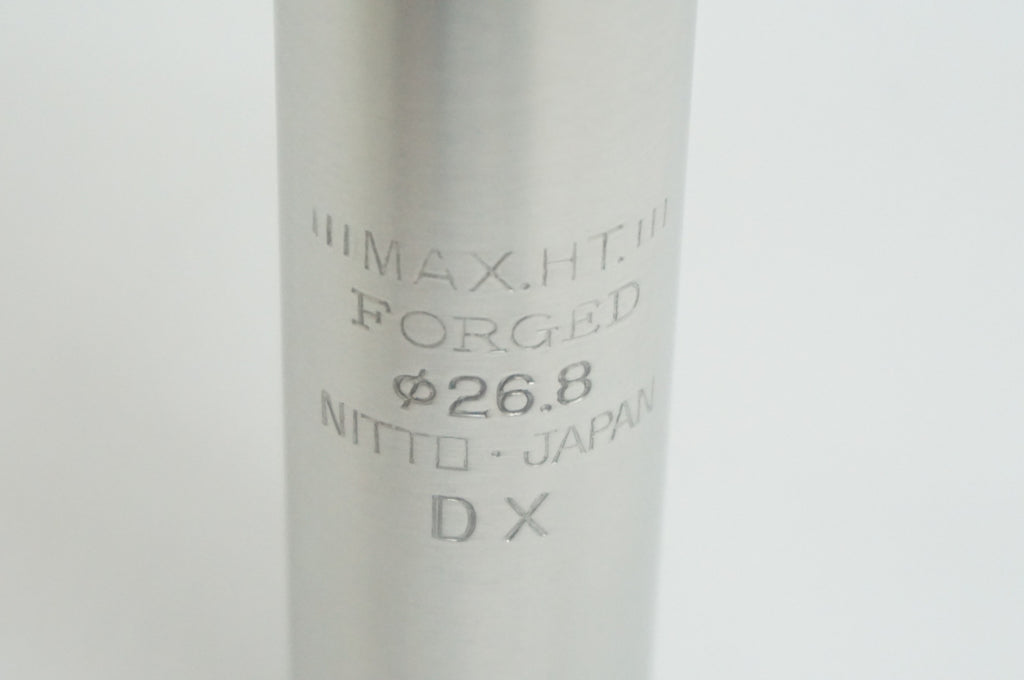 |||MAX.HT.|||
FORGED
φ26.8
NITTO · JAPAN
DX